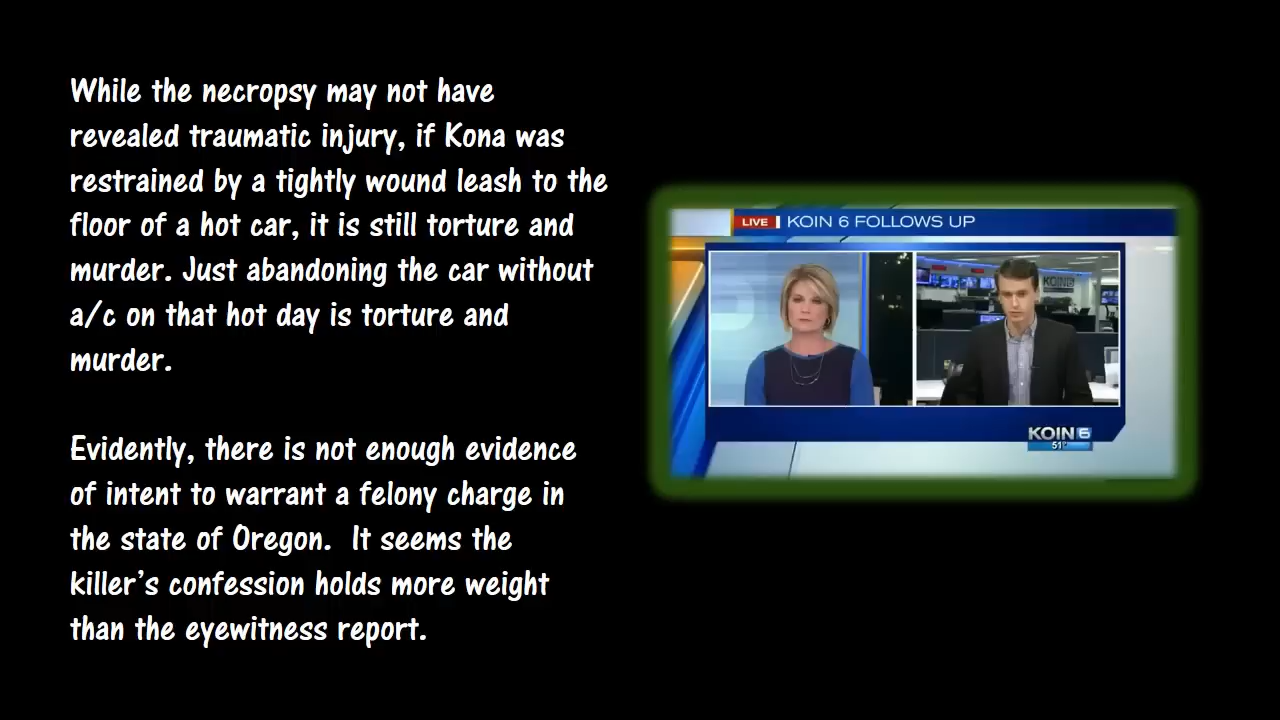 While the necropsy may not have
revealed traumatic injury, if Kona was
restrained by a tightly wound leash to the
floor of a hot car, it is still torture and
murder. Just abandoning the car without
a/c on that hot day is torture and
murder.
Evidently, there is not enough evidence
of intent to warrant a felony charge in
the state of Oregon.  It seems the
killer’s confession holds more weight
than the eyewitness report.
LIVE KOIN 6 FOLLOWS UP
KOIN 6
KOIN 6
51°